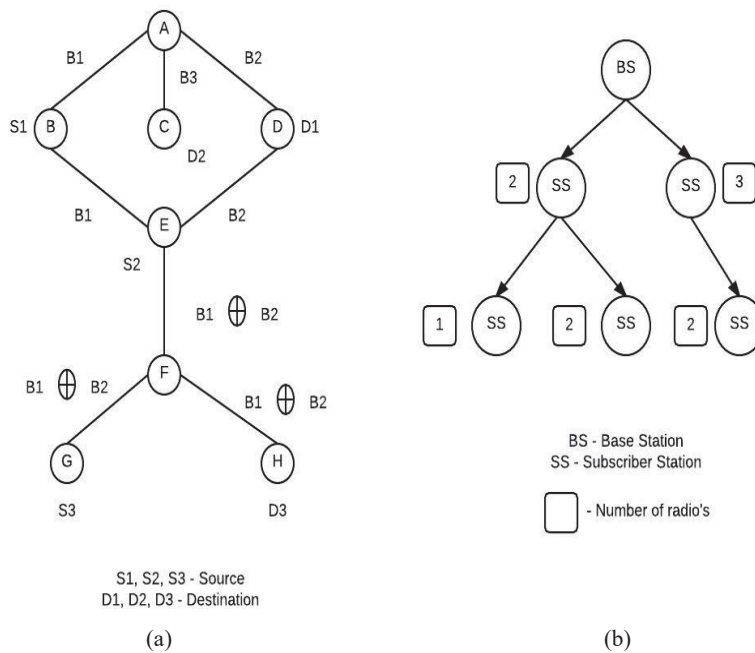 A
B1
B2
B3
S1
B
C
D
D1
D2
B1
B2
E
S2
B1 ⊕ B2
F
B1 ⊕ B2
B1 ⊕ B2
G
H
S3
D3
S1, S2, S3 - Source
D1, D2, D3 - Destination
(a)
BS
2
SS
SS
3
1
SS
2
SS
2
SS
BS - Base Station
SS - Subscriber Station
- Number of radio's
(b)